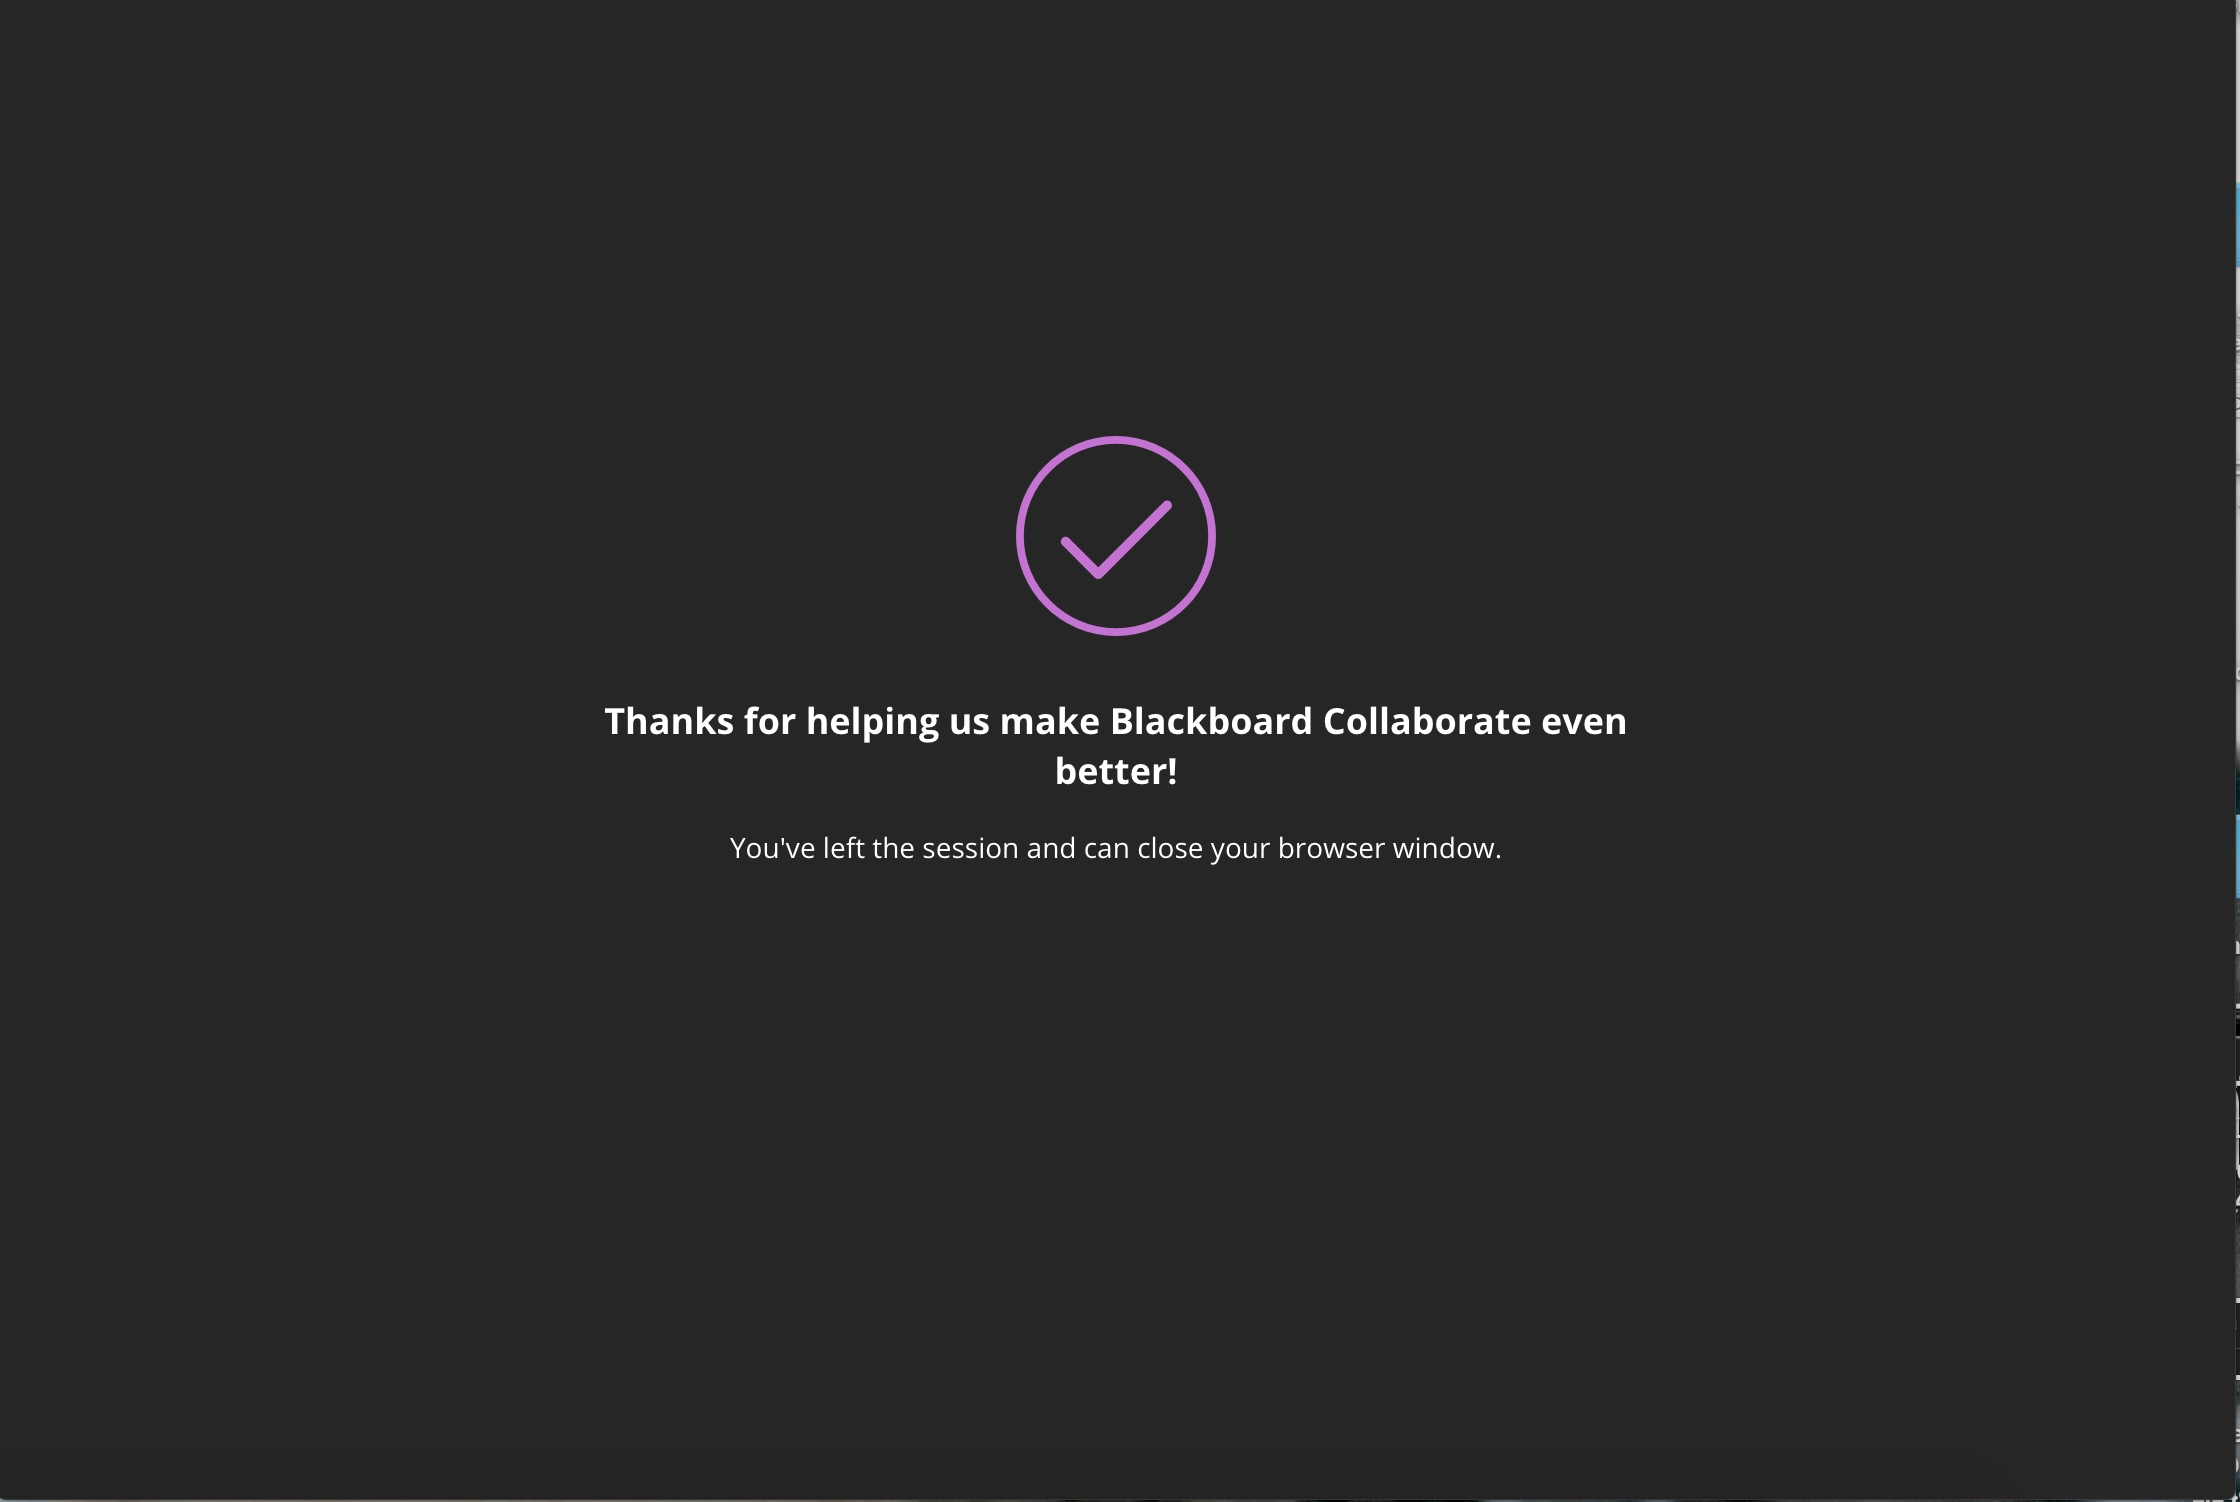 Thanks for helping us make Blackboard Collaborate even
better!
You've left the session and can close your browser window.